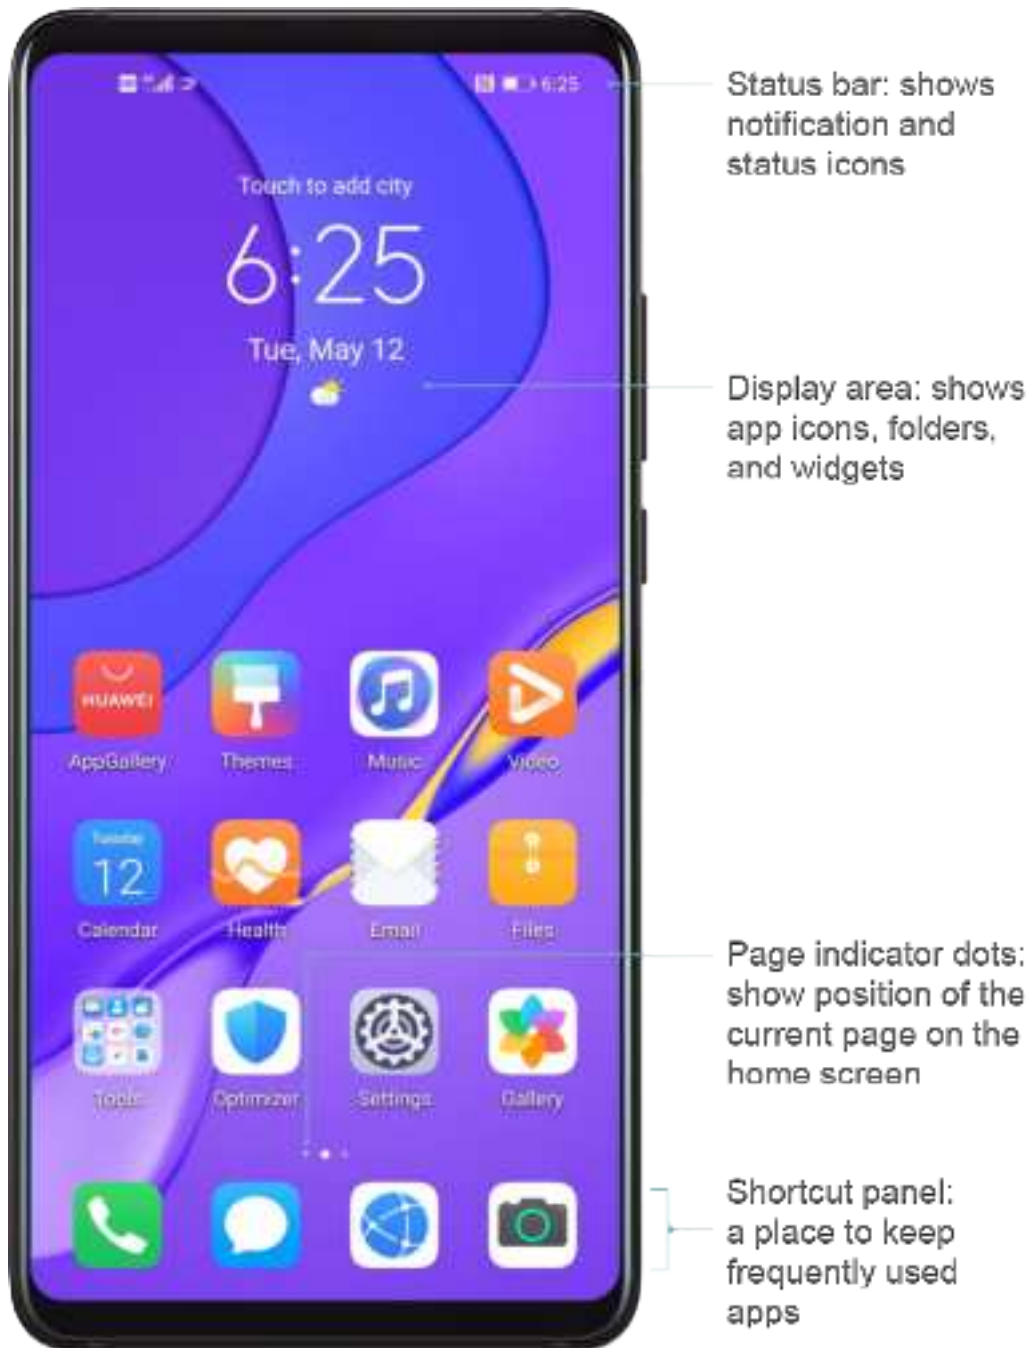 6:25
Status bar: shows
notification and
status icons
Touch to add city
6:25
Tue, May 12
Display area: shows
app icons, folders,
and widgets
HUAWEI
AppGallery
Themes
Music
Video
Tuesday
12
Calendar
Health
Email
Files
Page indicator dots:
show position of the
current page on the
home screen
Tools
Optimizer
Settings
Gallery
Shortcut panel:
a place to keep
frequently used
apps